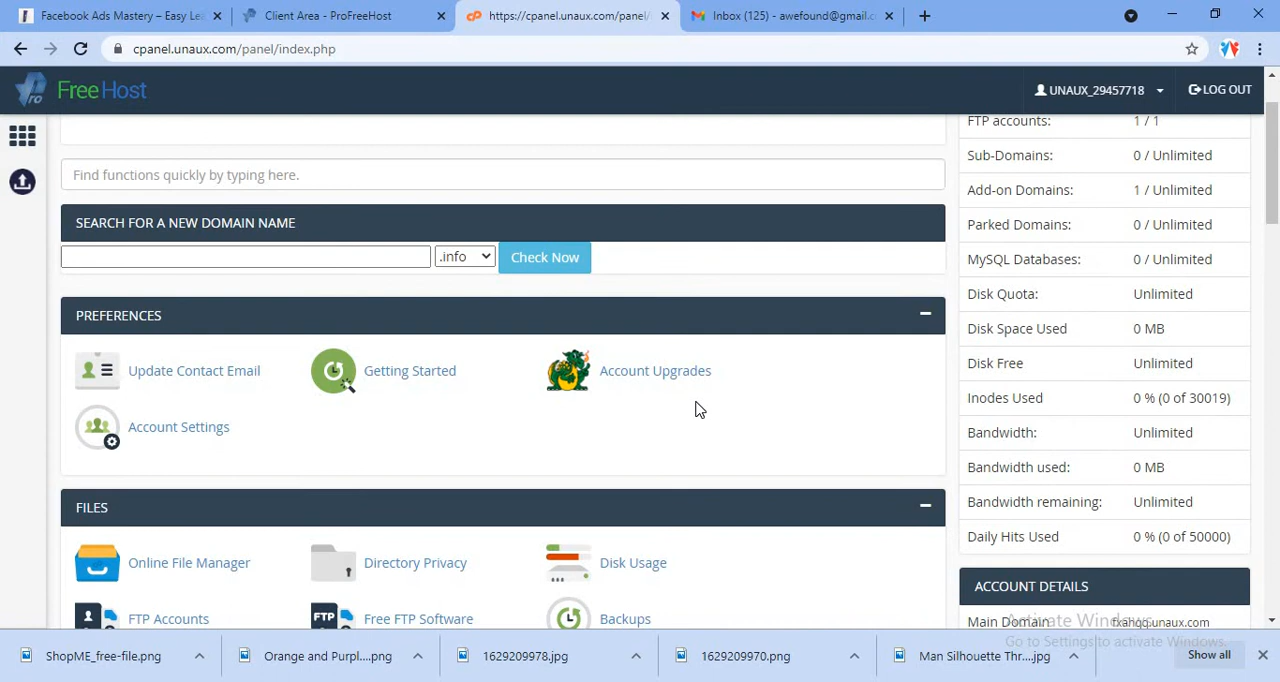 Facebook Ads Mastery – Easy Lea
Client Area - ProFreeHost
https://cpanel.unaux.com/panel/i
Inbox (125) - awefound@gmail.c
cpanel.unaux.com/panel/index.php
Pro FreeHost
UNAUX_29457718
LOG OUT
FTP accounts: 1 / 1
Find functions quickly by typing here.
Sub-Domains: 0 / Unlimited
Add-on Domains: 1 / Unlimited
SEARCH FOR A NEW DOMAIN NAME
Parked Domains: 0 / Unlimited
.info
Check Now
MySQL Databases: 0 / Unlimited
Disk Quota: Unlimited
PREFERENCES
Disk Space Used 0 MB
Update Contact Email
Getting Started
Account Upgrades
Disk Free Unlimited
Inodes Used 0 % (0 of 30019)
Account Settings
Bandwidth: Unlimited
Bandwidth used: 0 MB
FILES
Bandwidth remaining: Unlimited
Daily Hits Used 0 % (0 of 50000)
Online File Manager
Directory Privacy
Disk Usage
ACCOUNT DETAILS
FTP Accounts
FTP
Free FTP Software
Backups
Main Domain
Activate Windows
Go to Settings to activate Windows.
ShopME_free-file.png
Orange and Purpl....png
1629209978.jpg
1629209970.png
Man Silhouette Thr....jpg
Show all